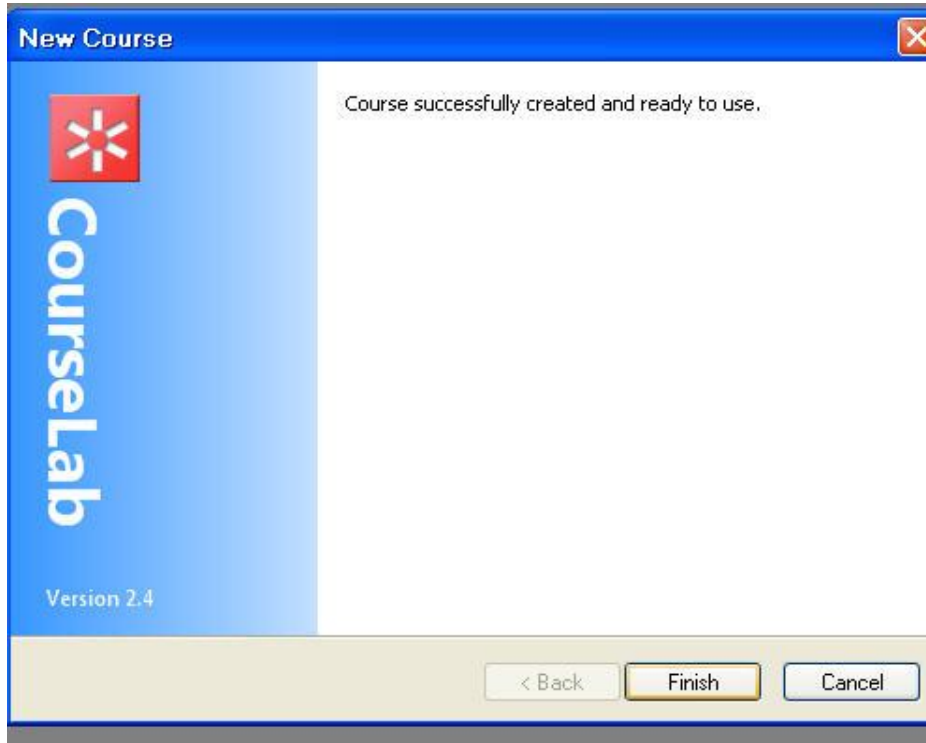 New Course
Course successfully created and ready to use.
CourseLab
Version 2.4
< Back
Finish
Cancel